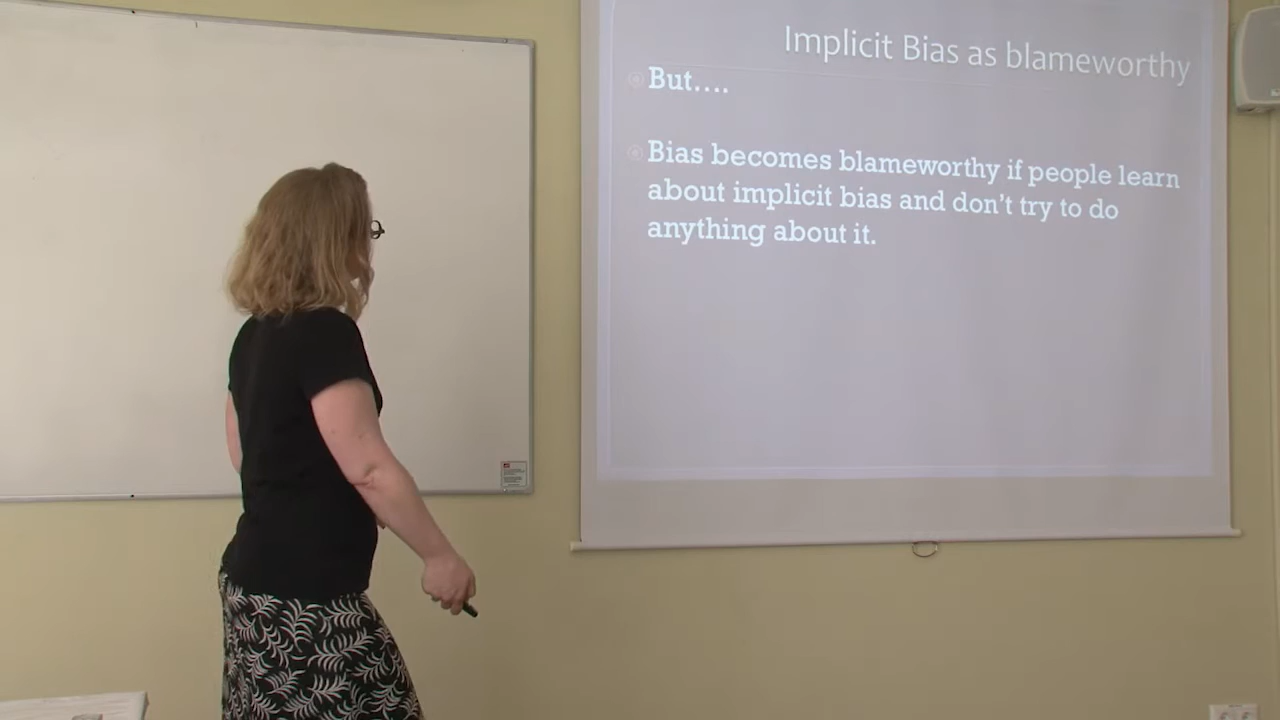 Implicit Bias as blameworthy
But....
Bias becomes blameworthy if people learn
about implicit bias and don't try to do
anything about it.